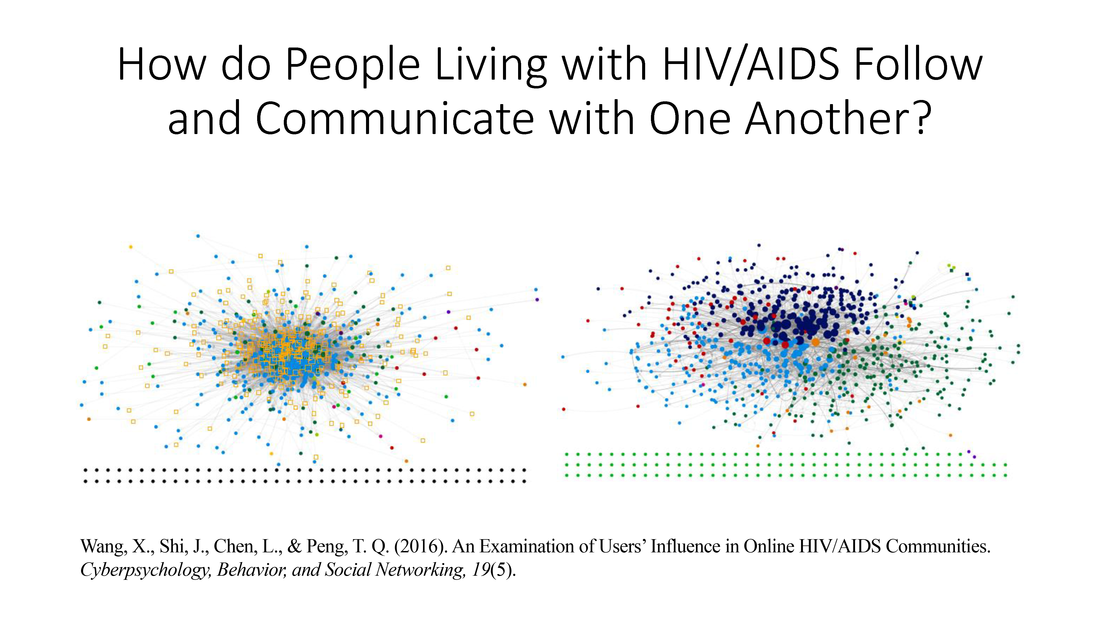 How do People Living with HIV/AIDS Follow
and Communicate with One Another?
Wang, X., Shi, J., Chen, L., & Peng, T. Q. (2016). An Examination of Users’ Influence in Online HIV/AIDS Communities.
Cyberpsychology, Behavior, and Social Networking, 19(5).